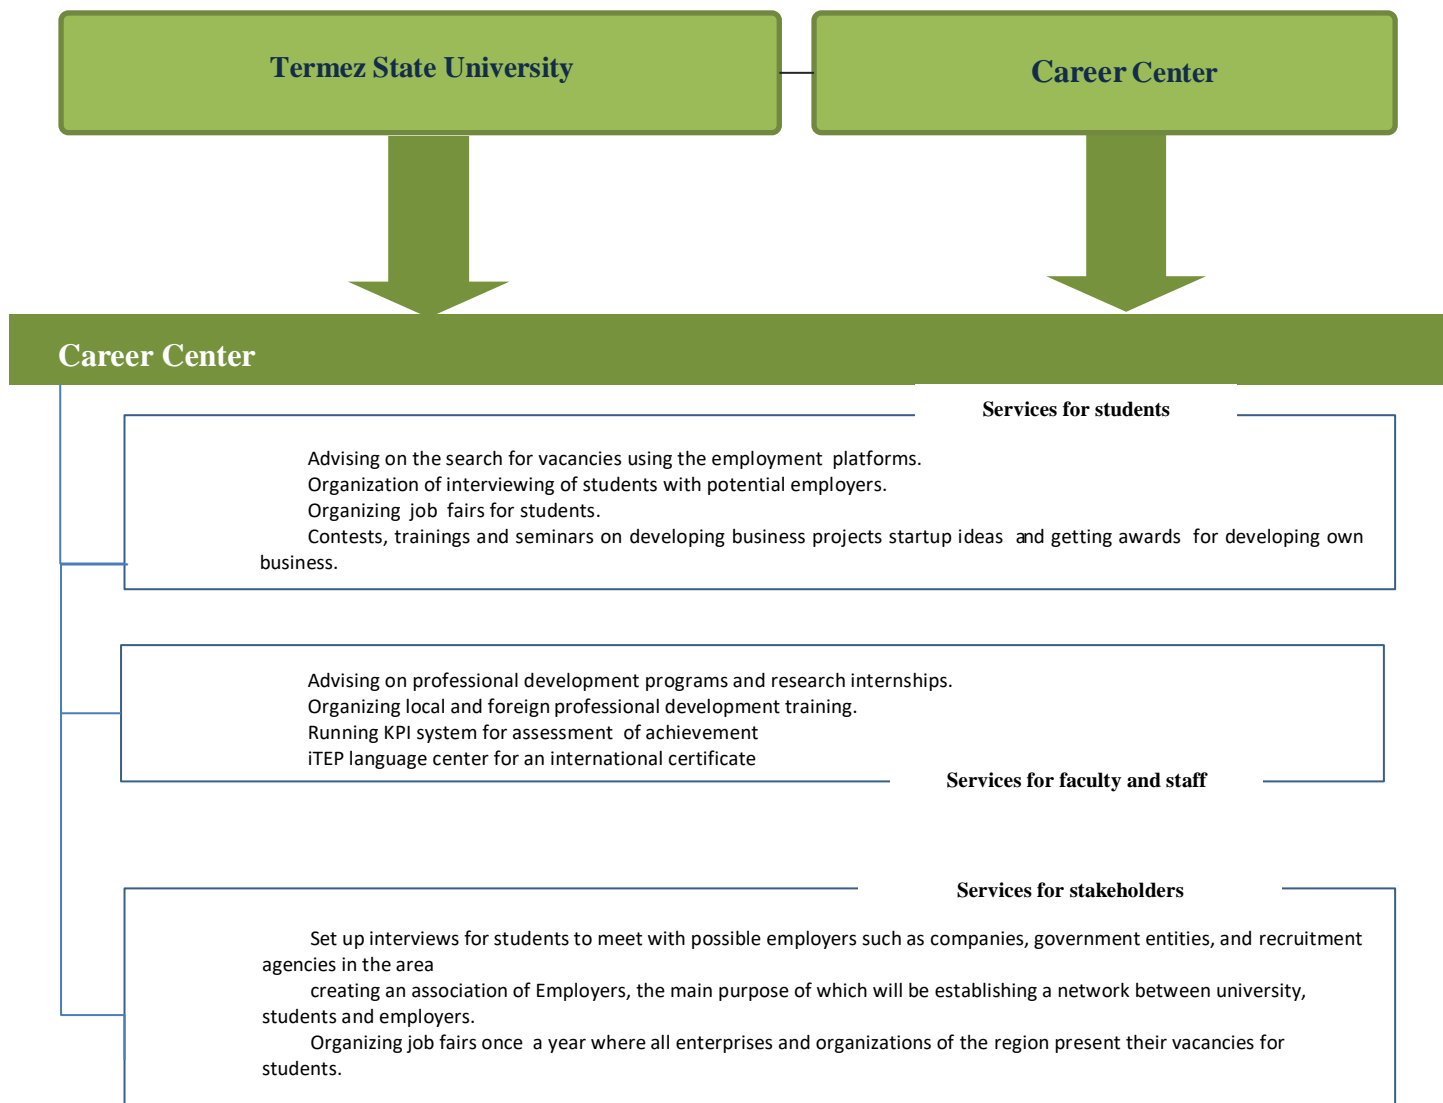 Termez State University
Career Center
Career Center
Services for students
Advising on the search for vacancies using the employment platforms.
Organization of interviewing of students with potential employers.
Organizing job fairs for students.
Contests, trainings and seminars on developing business projects startup ideas and getting awards for developing own
business.
Advising on professional development programs and research internships.
Organizing local and foreign professional development training.
Running KPI system for assessment of achievement
iTEP language center for an international certificate
Services for faculty and staff
Services for stakeholders
Set up interviews for students to meet with possible employers such as companies, government entities, and recruitment
agencies in the area
creating an association of Employers, the main purpose of which will be establishing a network between university,
students and employers.
Organizing job fairs once a year where all enterprises and organizations of the region present their vacancies for
students.